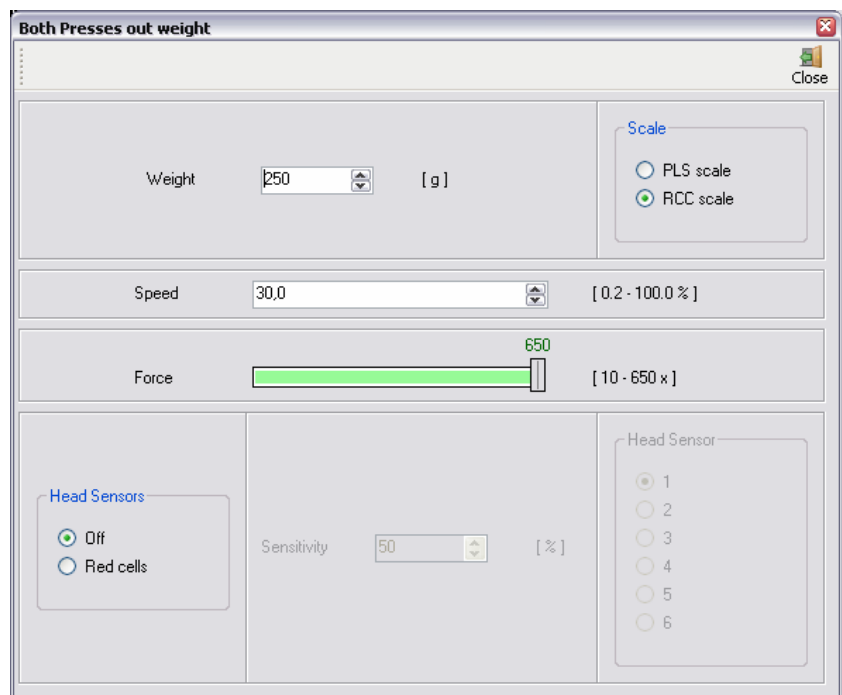 Both Presses out weight
Close
Weight 250 [ g ]
Scale
PLS scale
RCC scale
Speed 30,0 [ 0.2 - 100.0 % ]
650
Force [ 10 - 650 x ]
Head Sensors
Off
Red cells
Sensitivity 50 [ % ]
Head Sensor
1
2
3
4
5
6